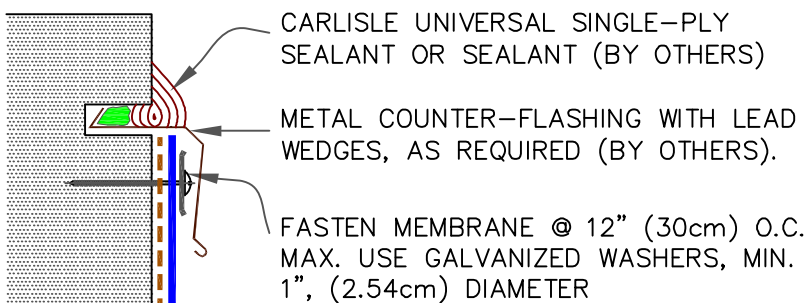 CARLISLE UNIVERSAL SINGLE-PLY
SEALANT OR SEALANT (BY OTHERS)
METAL COUNTER-FLASHING WITH LEAD
WEDGES, AS REQUIRED (BY OTHERS).
FASTEN MEMBRANE @ 12" (30cm) O.C.
MAX. USE GALVANIZED WASHERS, MIN.
1", (2.54cm) DIAMETER